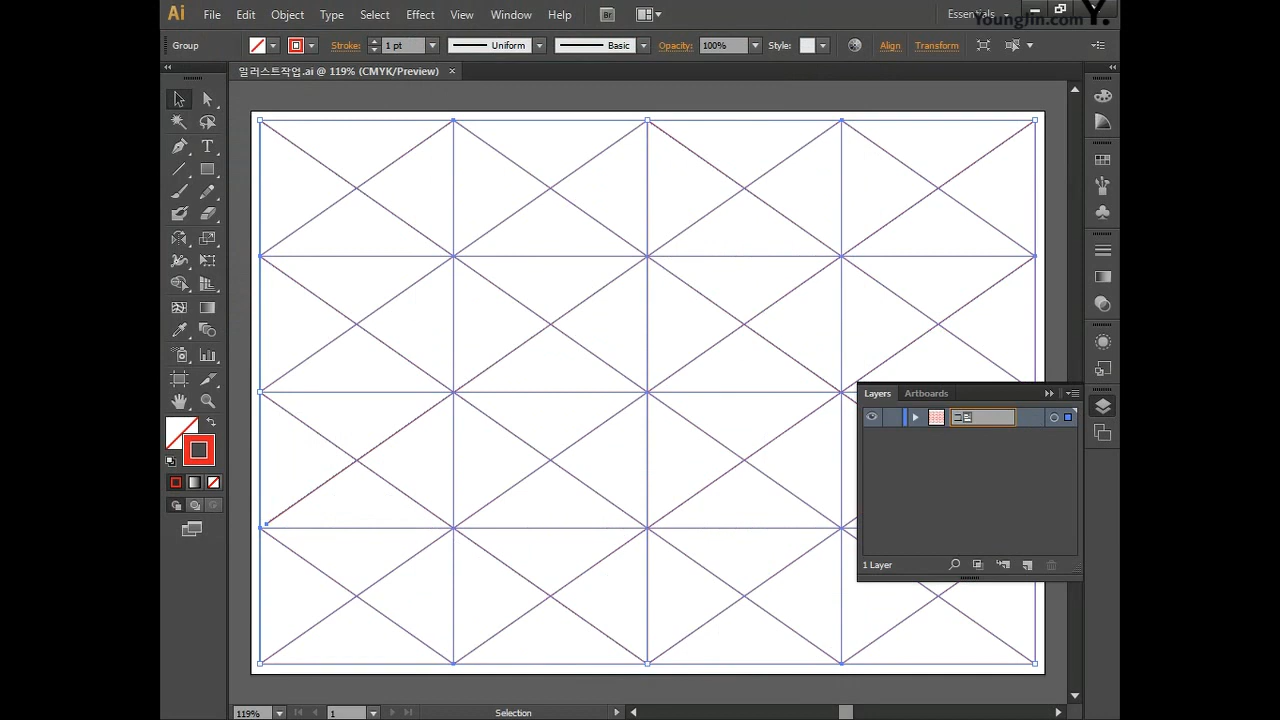 Ai File Edit Object Type Select Effect View Window Help Br Essentials
YoungJin.com Y.
Group Stroke: 1 pt Uniform Basic Opacity: 100% Style: Align Transform
일러스트작업.ai @ 119% (CMYK/Preview) ×
Layers Artboards
1 Layer
119% 1 Selection